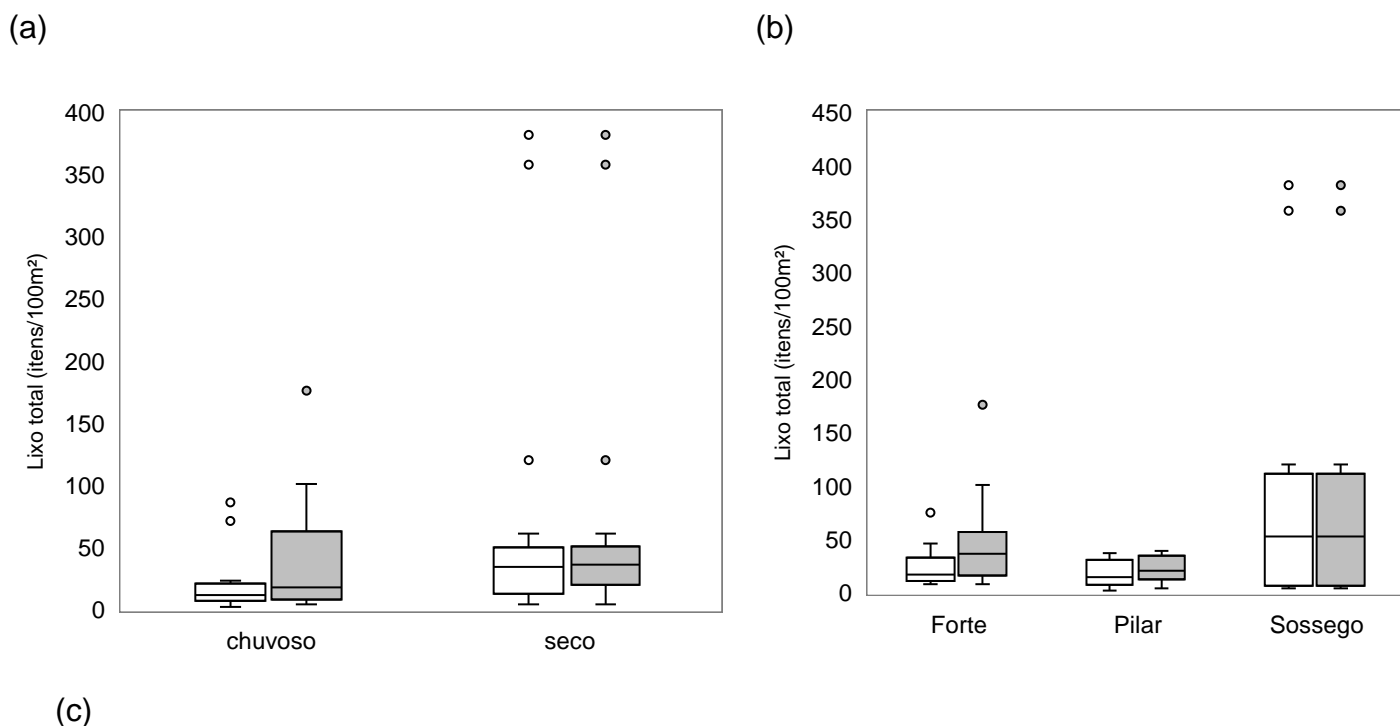 (a)
400
350
300
250
200
150
100
50
0
Lixo total (itens/100m²)
chuvoso seco
(b)
450
400
350
300
250
200
150
100
50
0
Lixo total (itens/100m²)
Forte Pilar Sossego
(c)